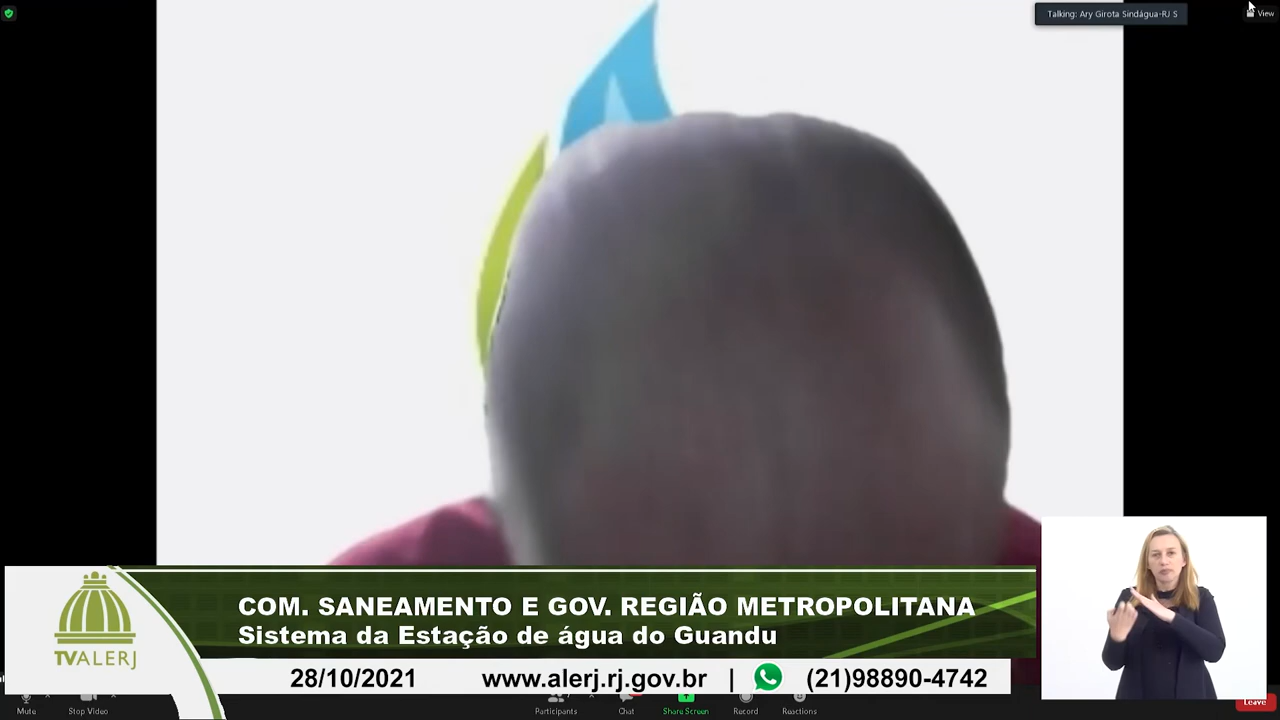 Talking: Ary Girota Sindágua-RJ S
View
COM. SANEAMENTO E GOV. REGIÃO METROPOLITANA
Sistema da Estação de água do Guandu
TVALERJ
28/10/2021 www.alerj.rj.gov.br | (21)98890-4742
Mute Stop Video Participants Chat Share Screen Record Reactions Leave